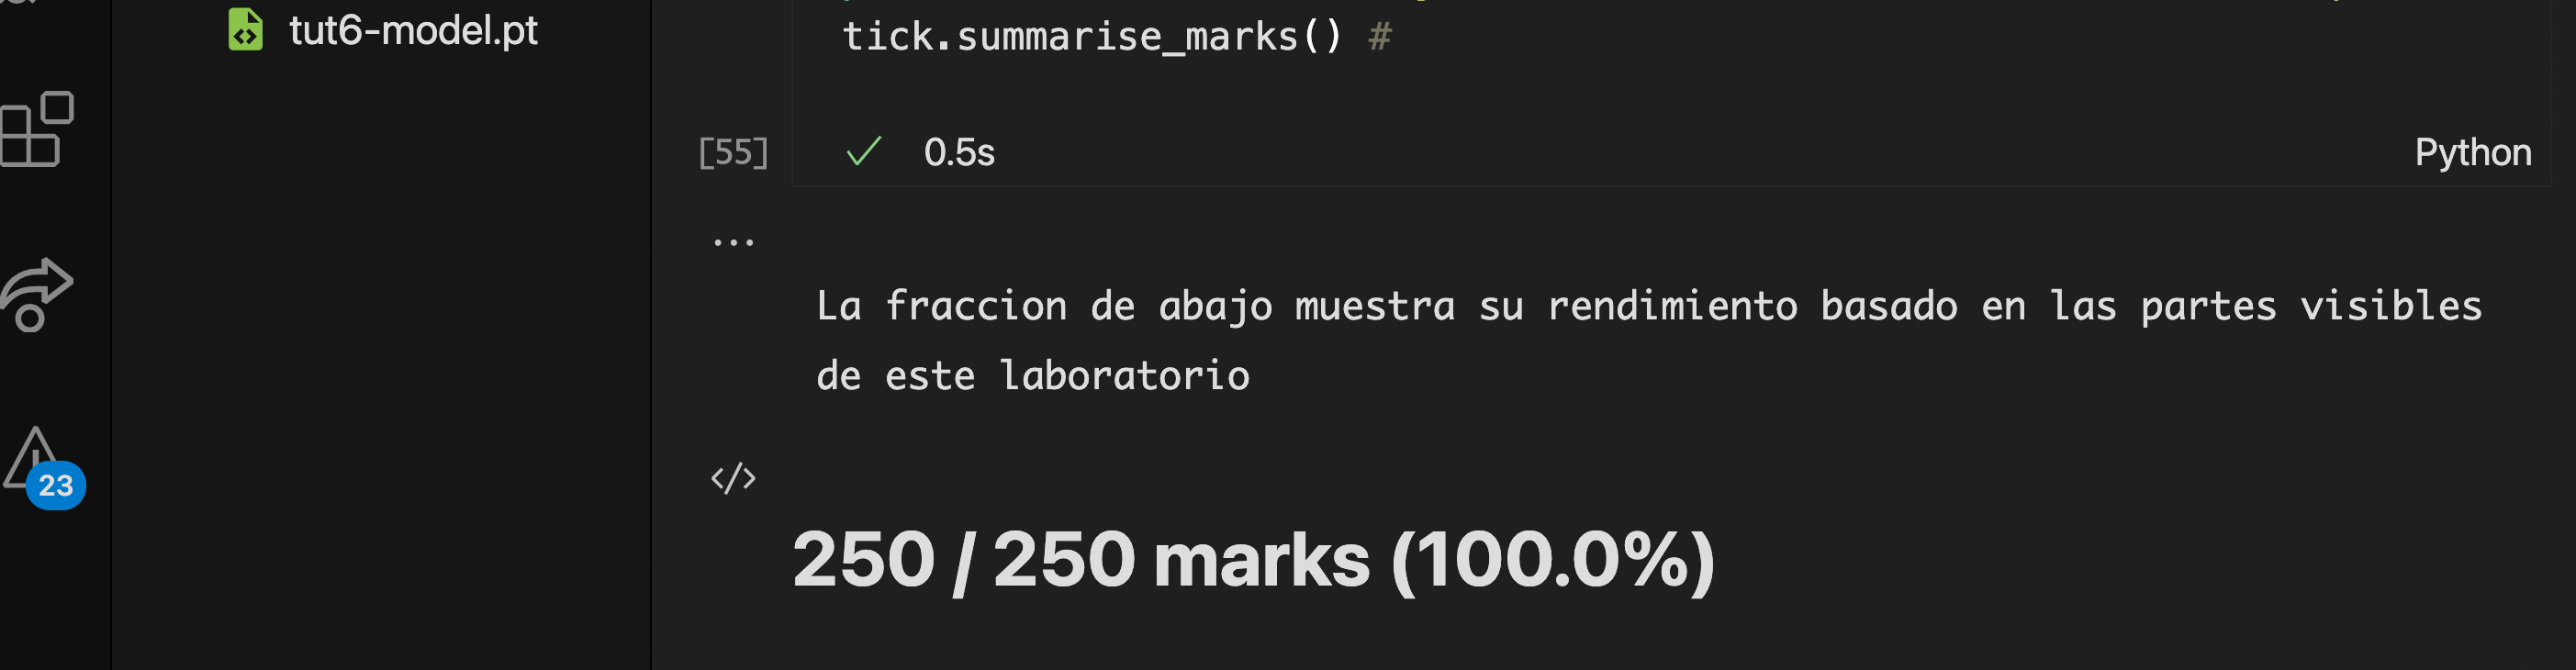 tut6-model.pt
tick.summarise_marks() #
[55]
0.5s
Python
...
La fraccion de abajo muestra su rendimiento basado en las partes visibles
de este laboratorio
</>
23
250 / 250 marks (100.0%)